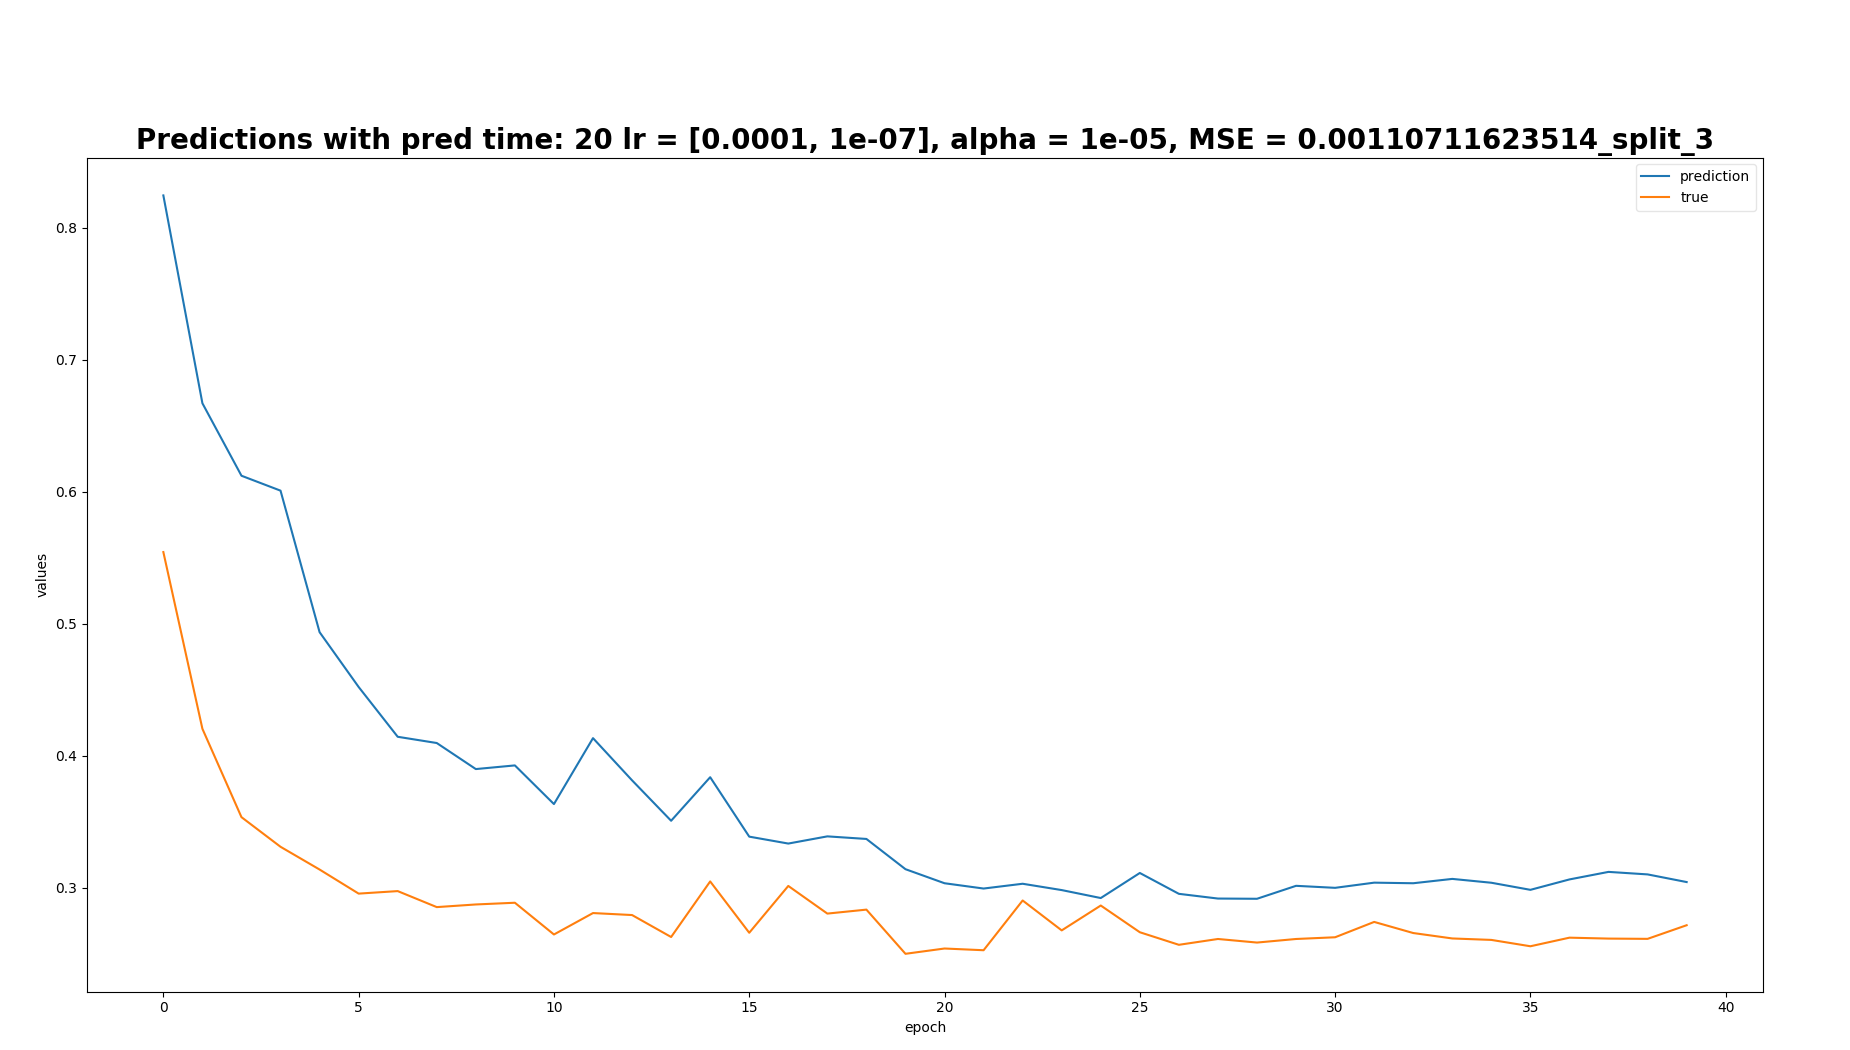 Predictions with pred time: 20 lr = [0.0001, 1e-07], alpha = 1e-05, MSE = 0.00110711623514_split_3
prediction
true
0.8
0.7
0.6
0.5
0.4
0.3
values
0 5 10 15 20 25 30 35 40
epoch